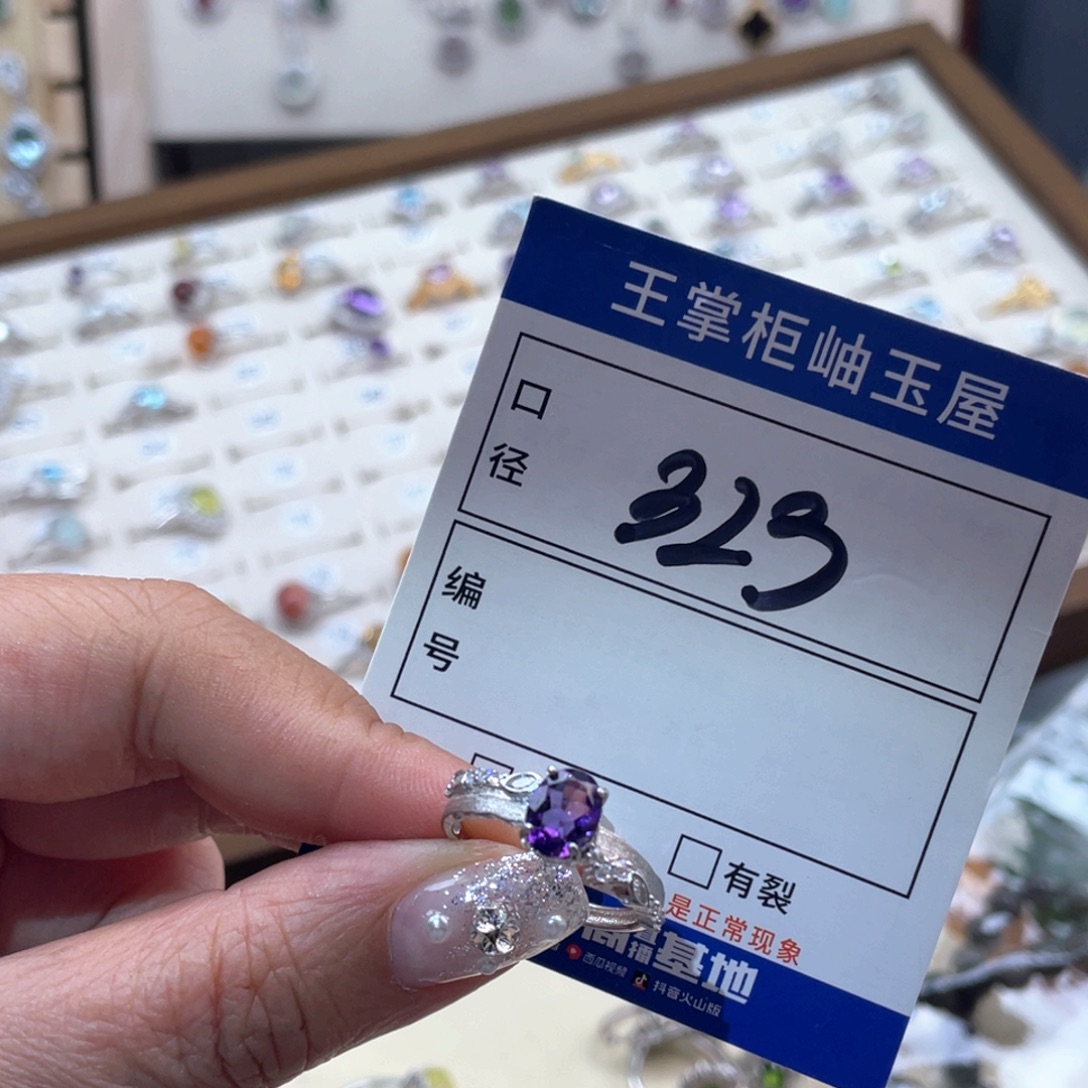 王掌柜岫玉屋
口径
323
编号
有裂
是正常现象
播基地
西瓜视频
抖音火山版